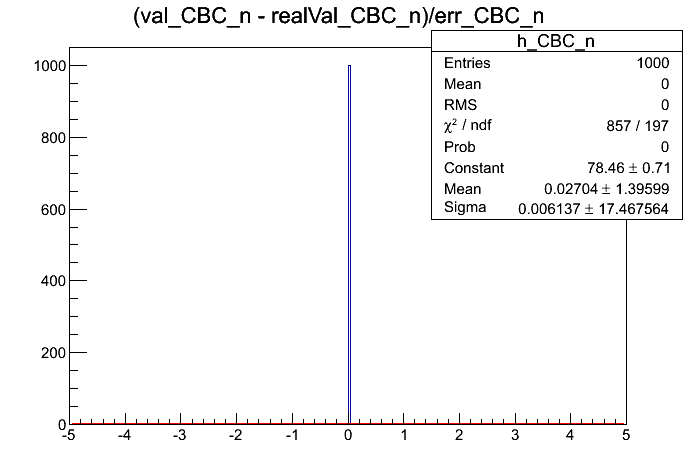 (val_CBC_n - realVal_CBC_n)/err_CBC_n
h_CBC_n
Entries 1000
Mean 0
RMS 0
χ² / ndf 857 / 197
Prob 0
Constant 78.46 ± 0.71
Mean 0.02704 ± 1.39599
Sigma 0.006137 ± 17.467564
1000
800
600
400
200
0
-5 -4 -3 -2 -1 0 1 2 3 4 5